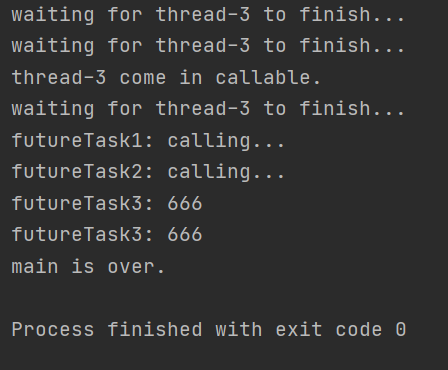 waiting for thread-3 to finish...
waiting for thread-3 to finish...
thread-3 come in callable.
waiting for thread-3 to finish...
futureTask1: calling...
futureTask2: calling...
futureTask3: 666
futureTask3: 666
main is over.
Process finished with exit code 0